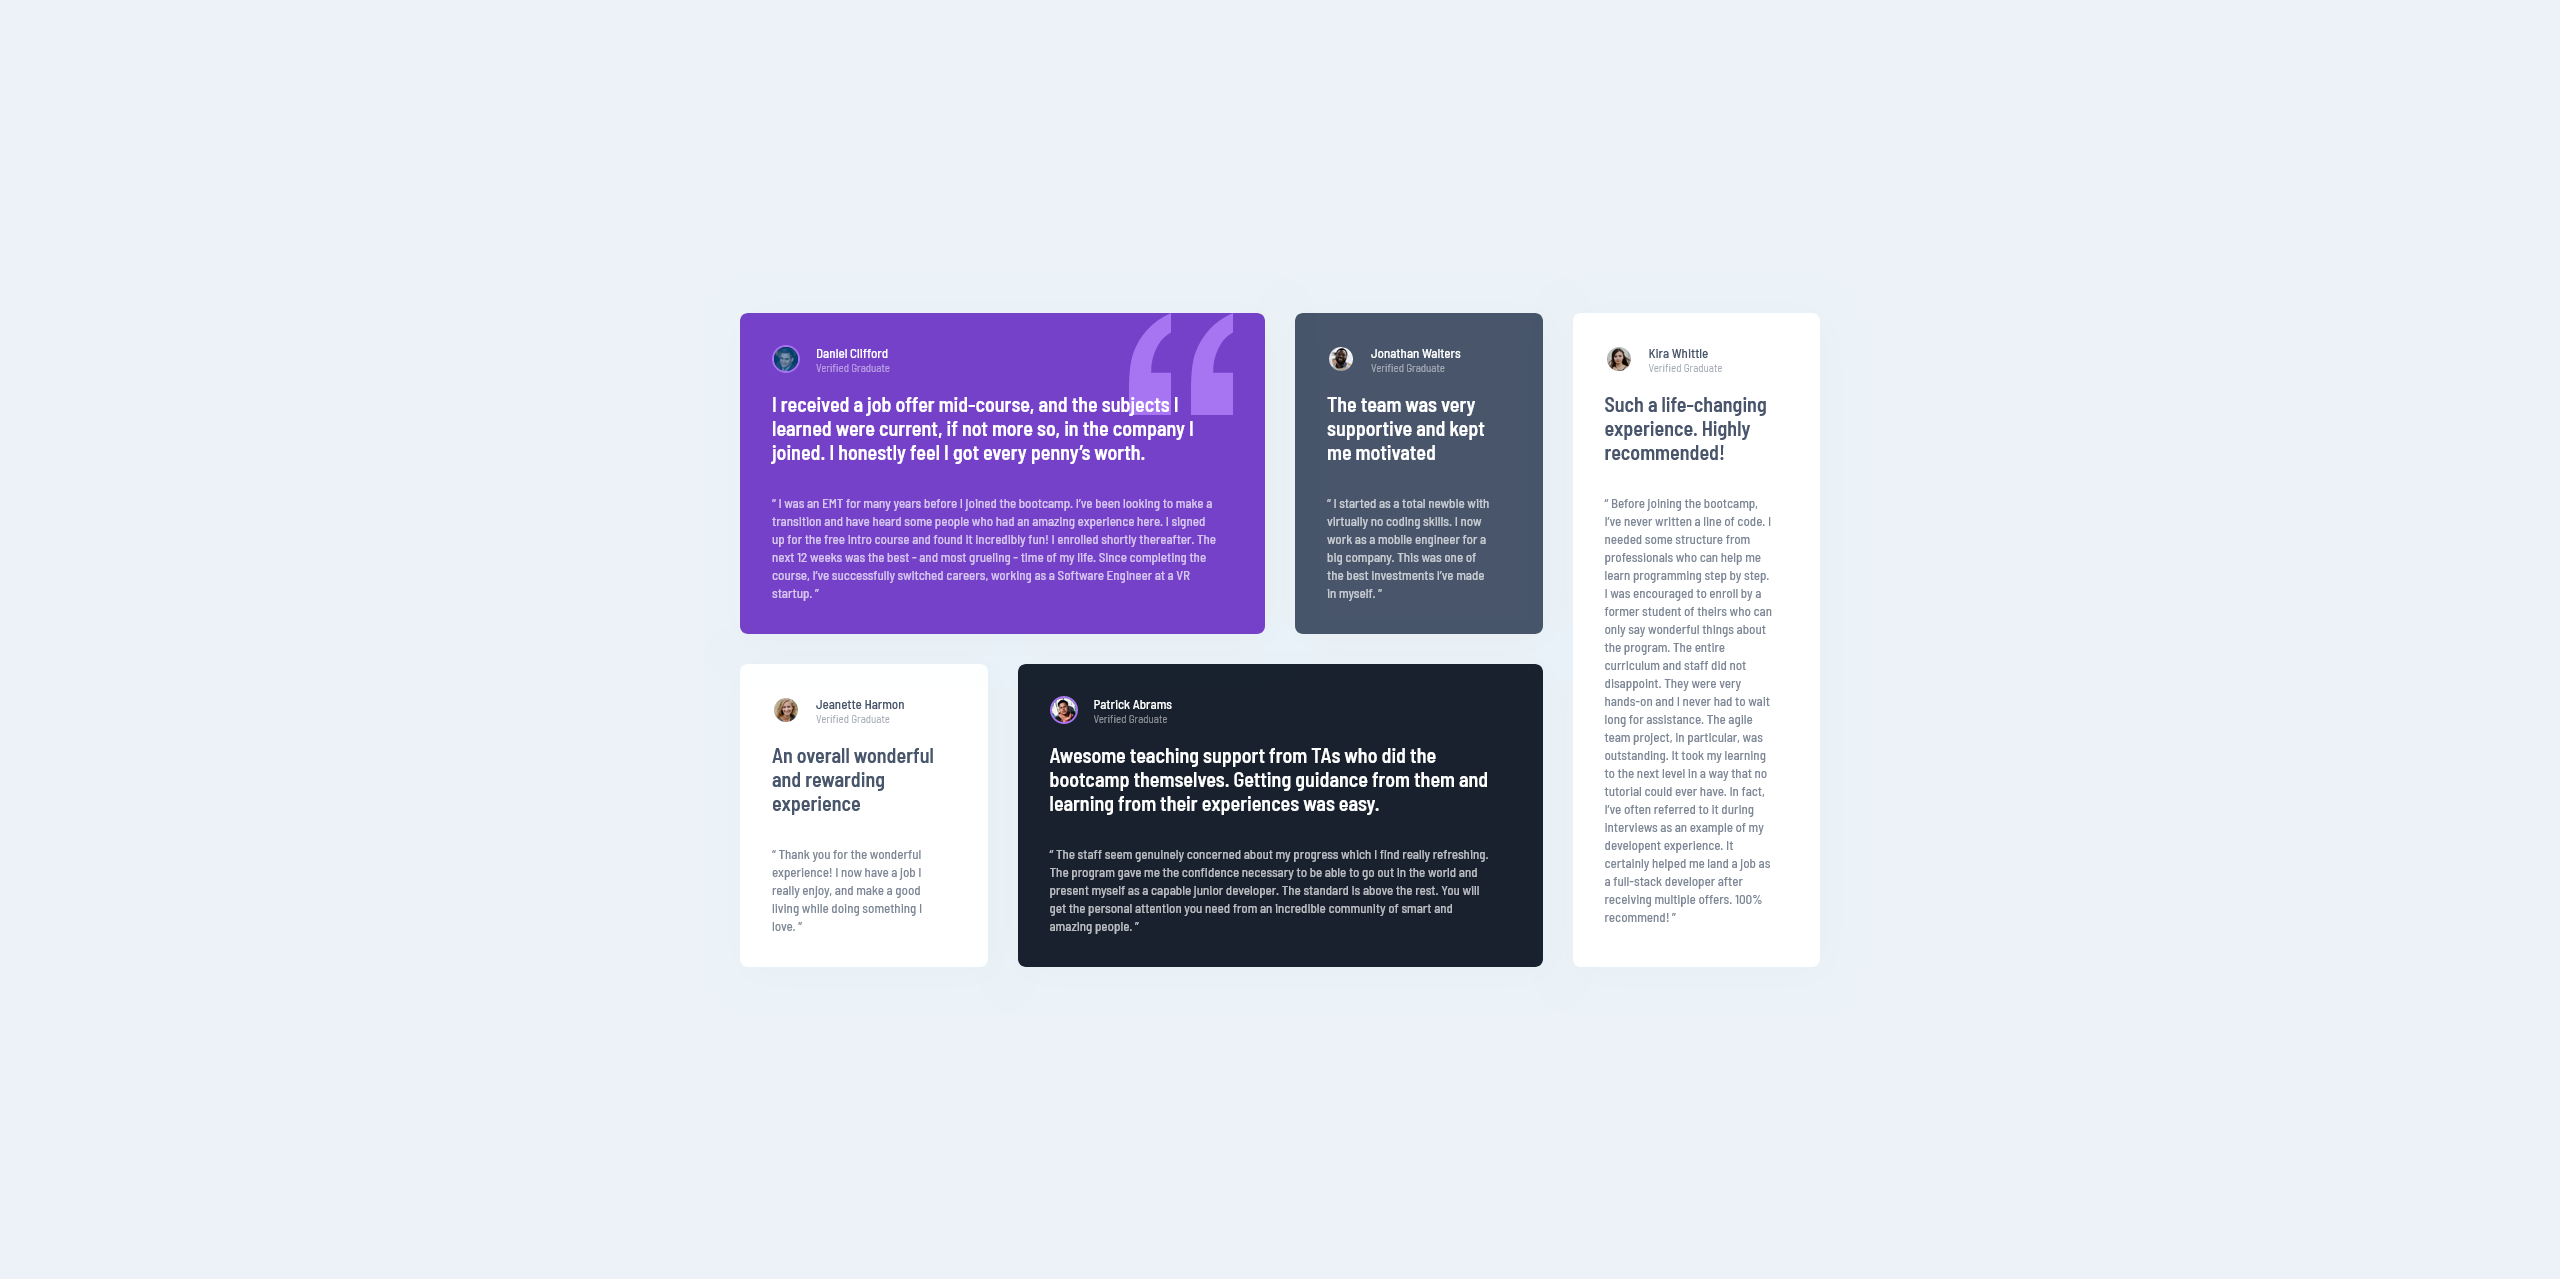 Daniel Clifford
Verified Graduate
I received a job offer mid-course, and the subjects I
learned were current, if not more so, in the company I
joined. I honestly feel I got every penny’s worth.
“ I was an EMT for many years before I joined the bootcamp. I’ve been looking to make a
transition and have heard some people who had an amazing experience here. I signed
up for the free intro course and found it incredibly fun! I enrolled shortly thereafter. The
next 12 weeks was the best - and most grueling - time of my life. Since completing the
course, I’ve successfully switched careers, working as a Software Engineer at a VR
startup. ”
Jonathan Walters
Verified Graduate
The team was very
supportive and kept
me motivated
“ I started as a total newbie with
virtually no coding skills. I now
work as a mobile engineer for a
big company. This was one of
the best investments I’ve made
in myself. ”
Kira Whittle
Verified Graduate
Such a life-changing
experience. Highly
recommended!
“ Before joining the bootcamp,
I’ve never written a line of code. I
needed some structure from
professionals who can help me
learn programming step by step.
I was encouraged to enroll by a
former student of theirs who can
only say wonderful things about
the program. The entire
curriculum and staff did not
disappoint. They were very
hands-on and I never had to wait
long for assistance. The agile
team project, in particular, was
outstanding. It took my learning
to the next level in a way that no
tutorial could ever have. In fact,
I’ve often referred to it during
interviews as an example of my
developent experience. It
certainly helped me land a job as
a full-stack developer after
receiving multiple offers. 100%
recommend! ”
Jeanette Harmon
Verified Graduate
An overall wonderful
and rewarding
experience
“ Thank you for the wonderful
experience! I now have a job I
really enjoy, and make a good
living while doing something I
love. ”
Patrick Abrams
Verified Graduate
Awesome teaching support from TAs who did the
bootcamp themselves. Getting guidance from them and
learning from their experiences was easy.
“ The staff seem genuinely concerned about my progress which I find really refreshing.
The program gave me the confidence necessary to be able to go out in the world and
present myself as a capable junior developer. The standard is above the rest. You will
get the personal attention you need from an incredible community of smart and
amazing people. ”